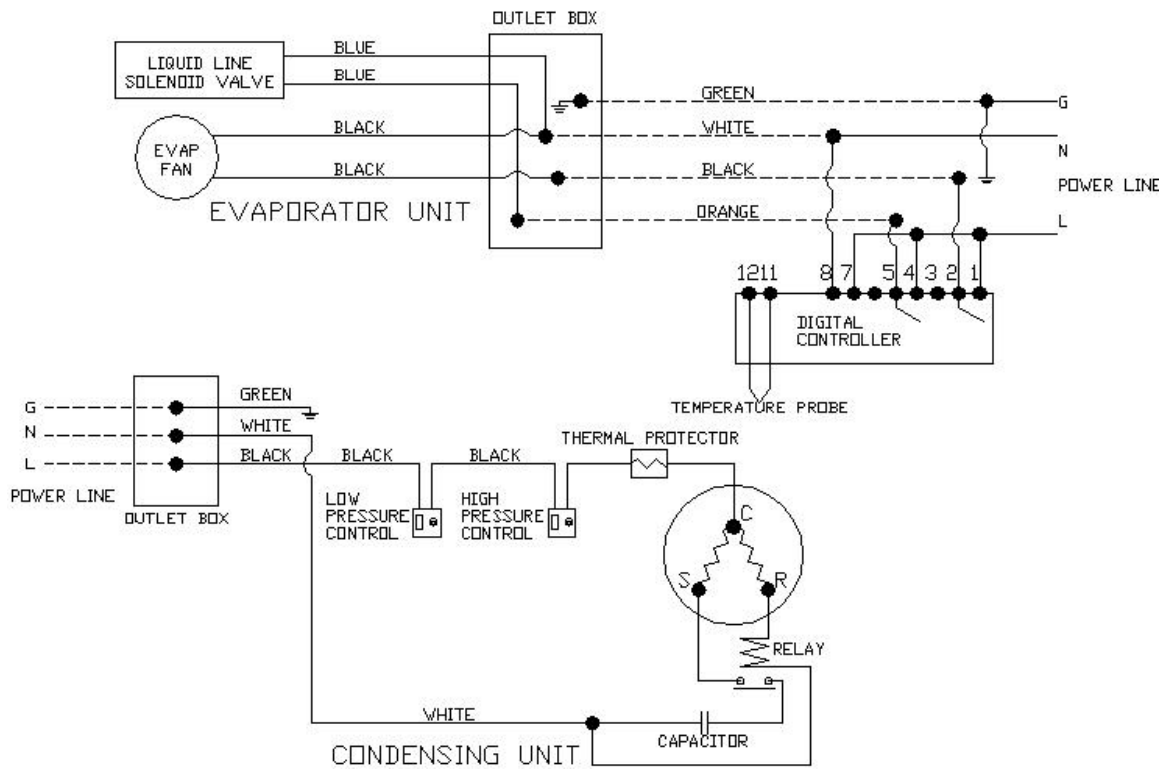 OUTLET BOX
LIQUID LINE
SOLENOID VALVE
BLUE
BLUE
GREEN
G
BLACK
WHITE
EVAP
FAN
N
BLACK
BLACK
POWER LINE
EVAPORATOR UNIT
ORANGE
L
12 11 8 7 5 4 3 2 1
DIGITAL
CONTROLLER
TEMPERATURE PROBE
G
GREEN
N
WHITE
L
BLACK
BLACK
BLACK
THERMAL PROTECTOR
POWER LINE
OUTLET BOX
LOW
PRESSURE
CONTROL
HIGH
PRESSURE
CONTROL
C
S
R
RELAY
WHITE
CAPACITOR
CONDENSING UNIT